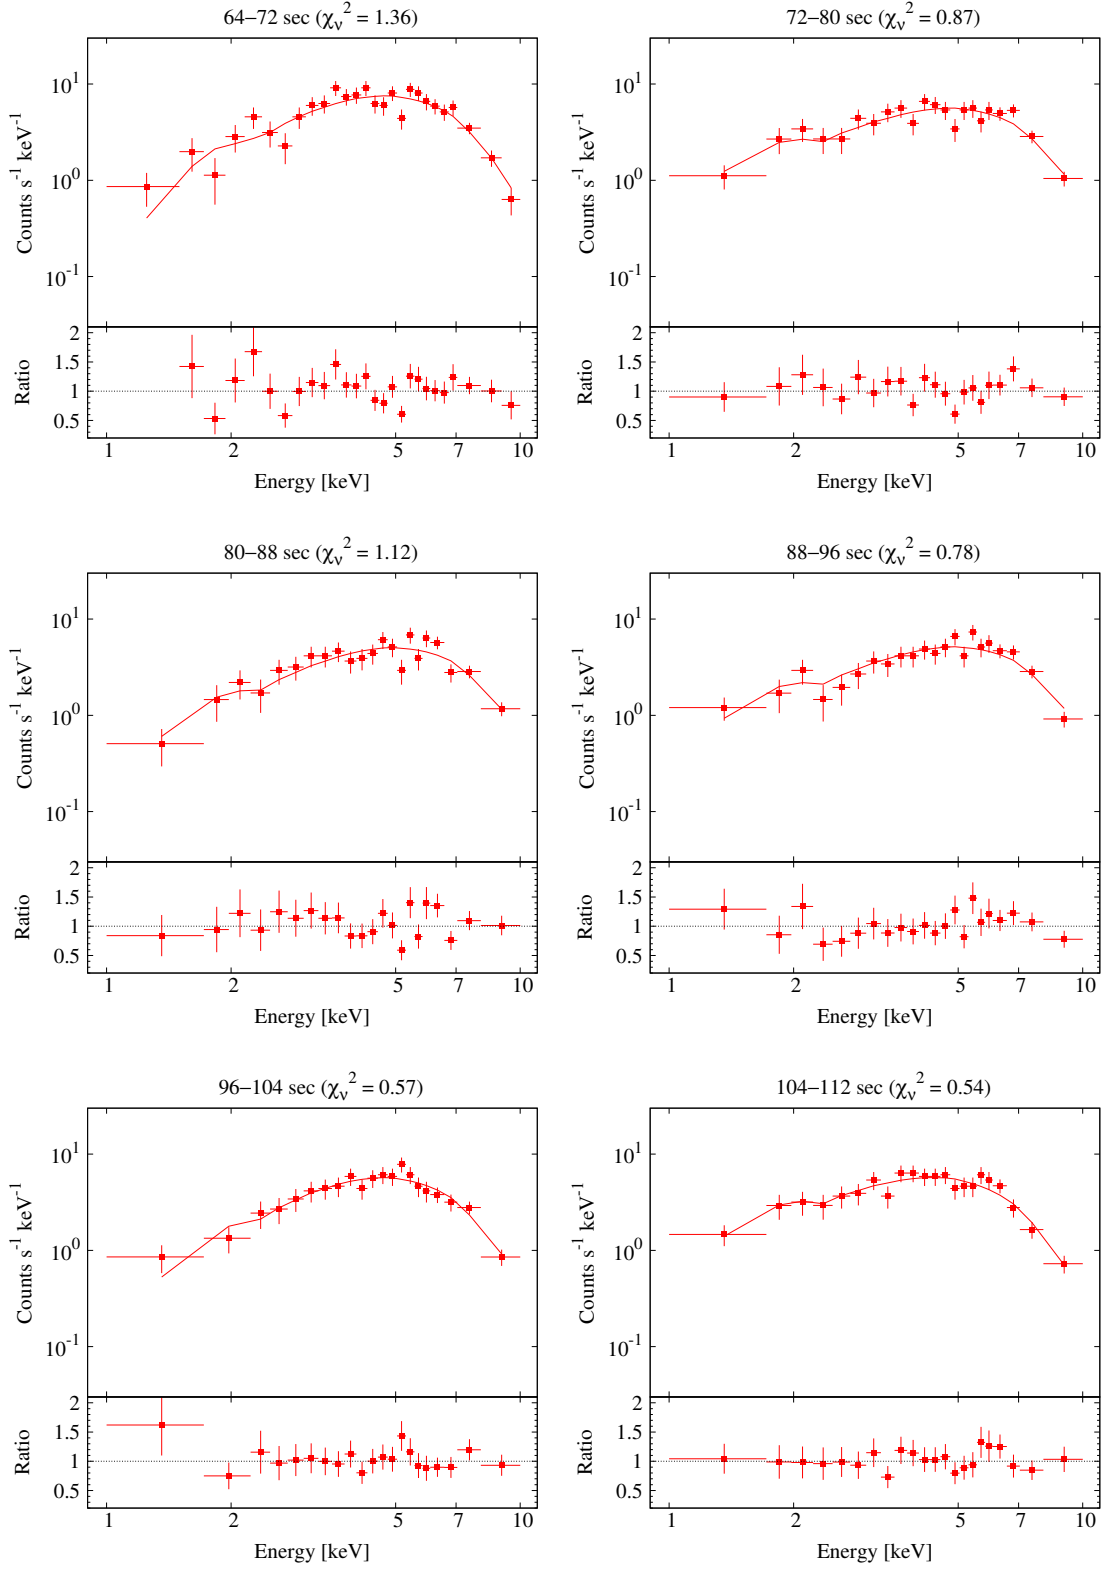 64–72 sec (χν² = 1.36)
Counts s⁻¹ keV⁻¹
10¹
10⁰
10⁻¹
Ratio
2
1.5
1
0.5
1 2 5 7 10
Energy [keV]
72–80 sec (χν² = 0.87)
Counts s⁻¹ keV⁻¹
10¹
10⁰
10⁻¹
Ratio
2
1.5
1
0.5
1 2 5 7 10
Energy [keV]
80–88 sec (χν² = 1.12)
Counts s⁻¹ keV⁻¹
10¹
10⁰
10⁻¹
Ratio
2
1.5
1
0.5
1 2 5 7 10
Energy [keV]
88–96 sec (χν² = 0.78)
Counts s⁻¹ keV⁻¹
10¹
10⁰
10⁻¹
Ratio
2
1.5
1
0.5
1 2 5 7 10
Energy [keV]
96–104 sec (χν² = 0.57)
Counts s⁻¹ keV⁻¹
10¹
10⁰
10⁻¹
Ratio
2
1.5
1
0.5
1 2 5 7 10
Energy [keV]
104–112 sec (χν² = 0.54)
Counts s⁻¹ keV⁻¹
10¹
10⁰
10⁻¹
Ratio
2
1.5
1
0.5
1 2 5 7 10
Energy [keV]